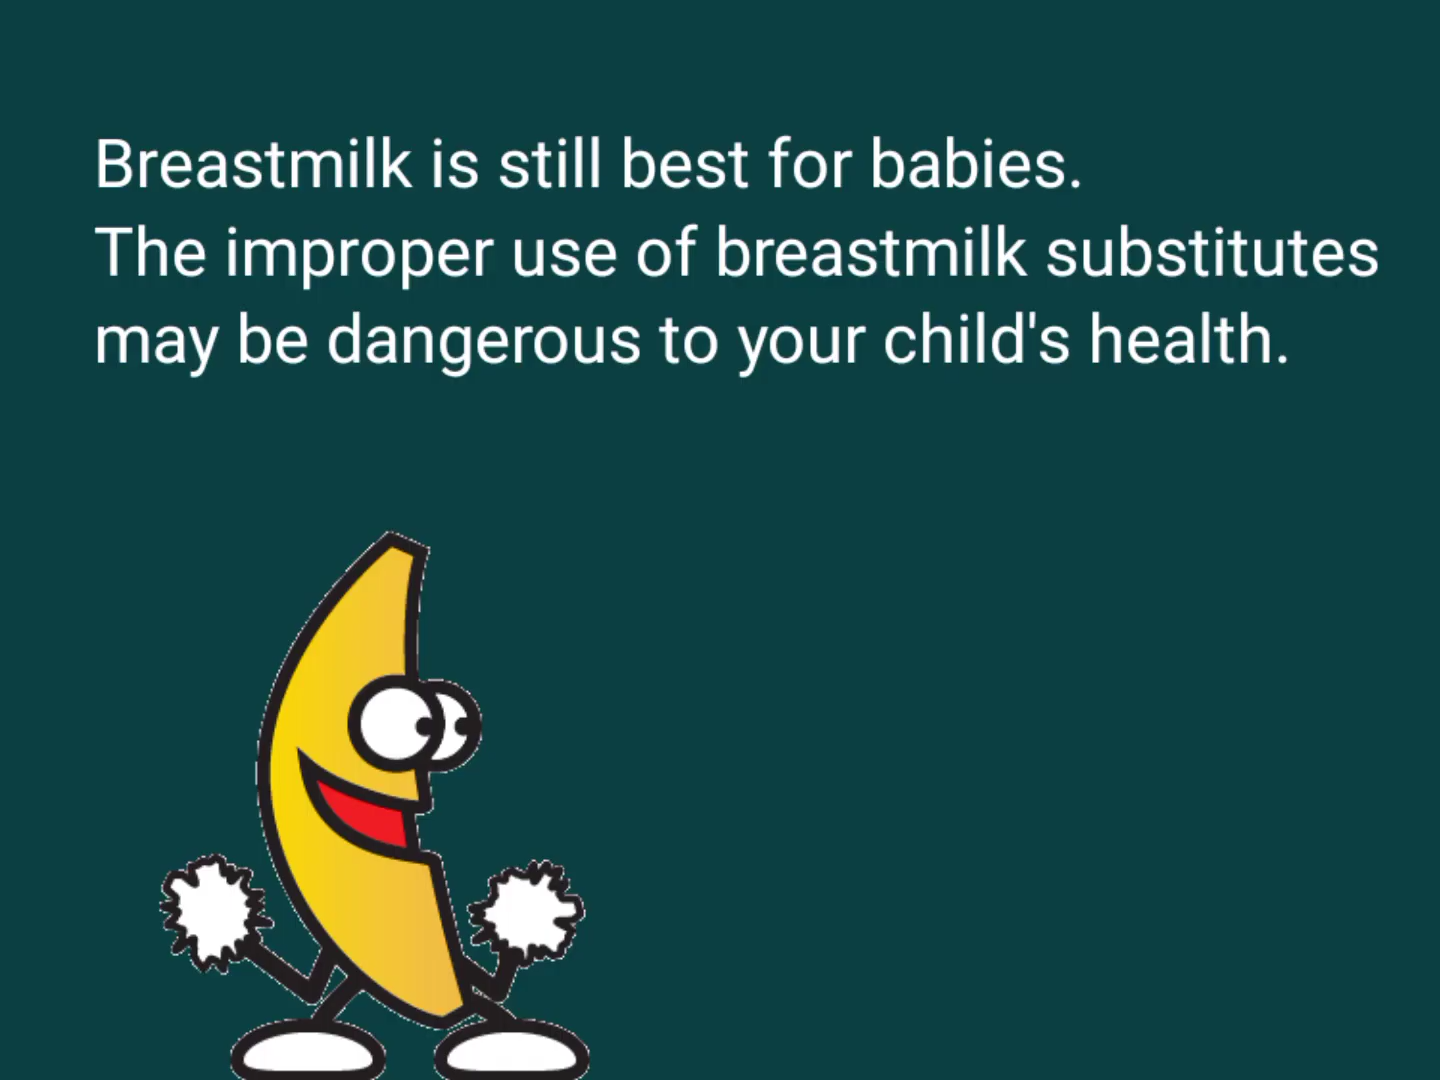 Breastmilk is still best for babies.
The improper use of breastmilk substitutes
may be dangerous to your child's health.